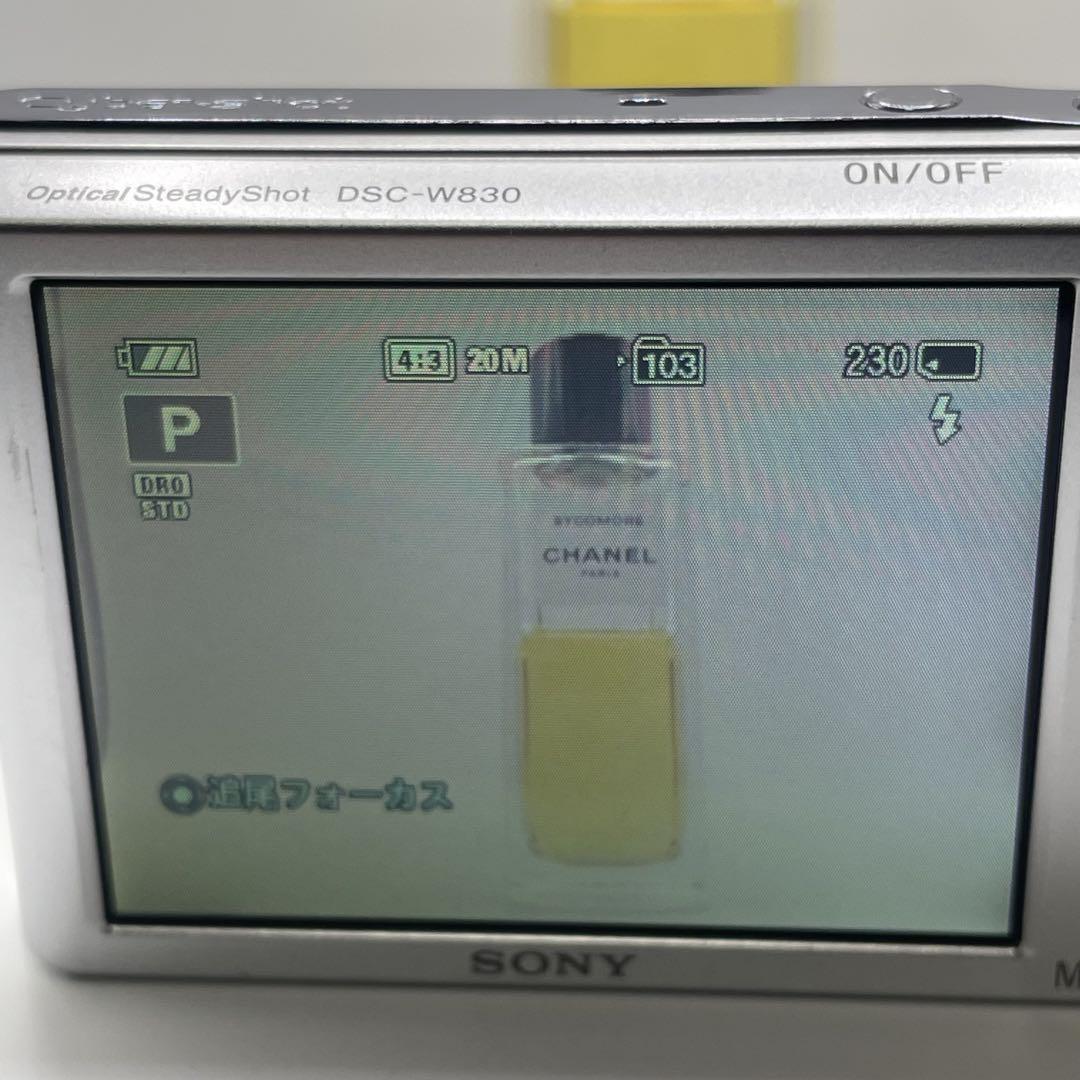 Optical SteadyShot DSC-W830
ON/OFF
4:3 20M 103 230
P
DRO
STD
SYCOMORE
CHANEL
PARIS
追尾フォーカス
SONY